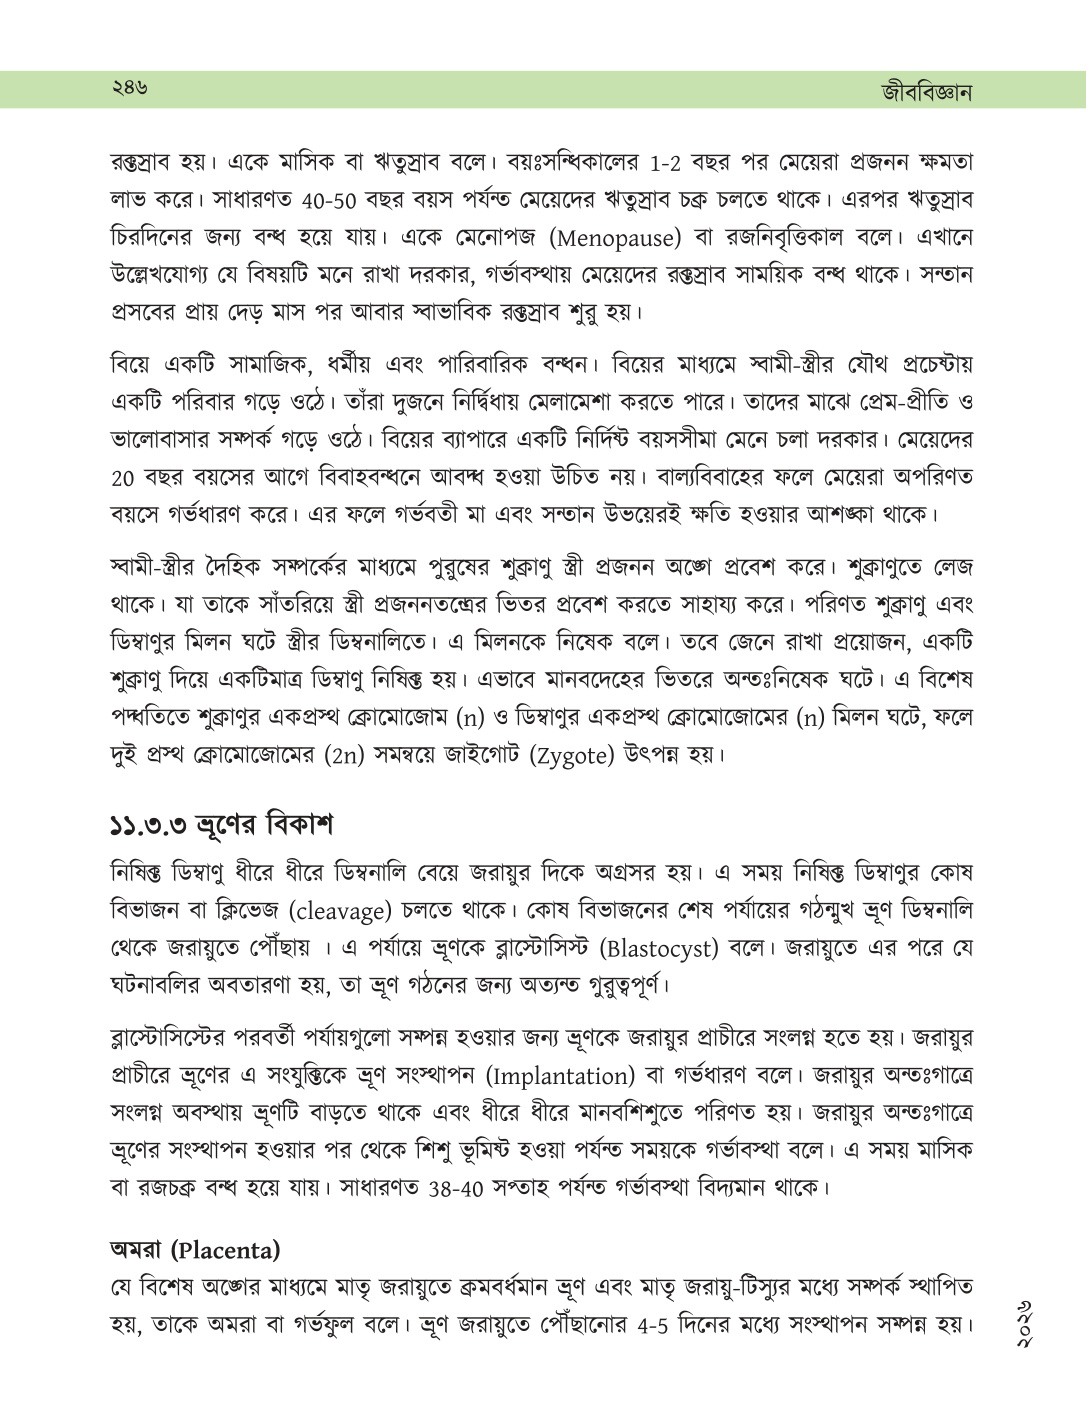 ২৪৬
জীববিজ্ঞান
রক্তস্রাব হয়। একে মাসিক বা ঋতুস্রাব বলে। বয়ঃসন্ধিকালের 1-2 বছর পর মেয়েরা প্রজনন ক্ষমতা
লাভ করে। সাধারণত 40-50 বছর বয়স পর্যন্ত মেয়েদের ঋতুস্রাব চক্র চলতে থাকে। এরপর ঋতুস্রাব
চিরদিনের জন্য বন্ধ হয়ে যায়। একে মেনোপজ (Menopause) বা রজনিবৃত্তিকাল বলে। এখানে
উল্লেখযোগ্য যে বিষয়টি মনে রাখা দরকার, গর্ভাবস্থায় মেয়েদের রক্তস্রাব সাময়িক বন্ধ থাকে। সন্তান
প্রসবের প্রায় দেড় মাস পর আবার স্বাভাবিক রক্তস্রাব শুরু হয়।
বিয়ে একটি সামাজিক, ধর্মীয় এবং পারিবারিক বন্ধন। বিয়ের মাধ্যমে স্বামী-স্ত্রীর যৌথ প্রচেষ্টায়
একটি পরিবার গড়ে ওঠে। তাঁরা দুজনে নির্দ্বিধায় মেলামেশা করতে পারে। তাদের মাঝে প্রেম-প্রীতি ও
ভালোবাসার সম্পর্ক গড়ে ওঠে। বিয়ের ব্যাপারে একটি নির্দিষ্ট বয়সসীমা মেনে চলা দরকার। মেয়েদের
20 বছর বয়সের আগে বিবাহবন্ধনে আবদ্ধ হওয়া উচিত নয়। বাল্যবিবাহের ফলে মেয়েরা অপরিণত
বয়সে গর্ভধারণ করে। এর ফলে গর্ভবতী মা এবং সন্তান উভয়েরই ক্ষতি হওয়ার আশঙ্কা থাকে।
স্বামী-স্ত্রীর দৈহিক সম্পর্কের মাধ্যমে পুরুষের শুক্রাণু স্ত্রী প্রজনন অঙ্গে প্রবেশ করে। শুক্রাণুতে লেজ
থাকে। যা তাকে সাঁতরিয়ে স্ত্রী প্রজননতন্ত্রের ভিতর প্রবেশ করতে সাহায্য করে। পরিণত শুক্রাণু এবং
ডিম্বাণুর মিলন ঘটে স্ত্রীর ডিম্বনালিতে। এ মিলনকে নিষেক বলে। তবে জেনে রাখা প্রয়োজন, একটি
শুক্রাণু দিয়ে একটিমাত্র ডিম্বাণু নিষিক্ত হয়। এভাবে মানবদেহের ভিতরে অন্তঃনিষেক ঘটে। এ বিশেষ
পদ্ধতিতে শুক্রাণুর একপ্রস্থ ক্রোমোজোম (n) ও ডিম্বাণুর একপ্রস্থ ক্রোমোজোমের (n) মিলন ঘটে, ফলে
দুই প্রস্থ ক্রোমোজোমের (2n) সমন্বয়ে জাইগোট (Zygote) উৎপন্ন হয়।
১১.৩.৩ ভ্রূণের বিকাশ
নিষিক্ত ডিম্বাণু ধীরে ধীরে ডিম্বনালি বেয়ে জরায়ুর দিকে অগ্রসর হয়। এ সময় নিষিক্ত ডিম্বাণুর কোষ
বিভাজন বা ক্লিভেজ (cleavage) চলতে থাকে। কোষ বিভাজনের শেষ পর্যায়ের গঠন্মুখ ভ্রূণ ডিম্বনালি
থেকে জরায়ুতে পৌঁছায় । এ পর্যায়ে ভ্রূণকে ব্লাস্টোসিস্ট (Blastocyst) বলে। জরায়ুতে এর পরে যে
ঘটনাবলির অবতারণা হয়, তা ভ্রূণ গঠনের জন্য অত্যন্ত গুরুত্বপূর্ণ।
ব্লাস্টোসিস্টের পরবর্তী পর্যায়গুলো সম্পন্ন হওয়ার জন্য ভ্রূণকে জরায়ুর প্রাচীরে সংলগ্ন হতে হয়। জরায়ুর
প্রাচীরে ভ্রূণের এ সংযুক্তিকে ভ্রূণ সংস্থাপন (Implantation) বা গর্ভধারণ বলে। জরায়ুর অন্তঃগাত্রে
সংলগ্ন অবস্থায় ভ্রূণটি বাড়তে থাকে এবং ধীরে ধীরে মানবশিশুতে পরিণত হয়। জরায়ুর অন্তঃগাত্রে
ভ্রূণের সংস্থাপন হওয়ার পর থেকে শিশু ভূমিষ্ট হওয়া পর্যন্ত সময়কে গর্ভাবস্থা বলে। এ সময় মাসিক
বা রজচক্র বন্ধ হয়ে যায়। সাধারণত 38-40 সপ্তাহ পর্যন্ত গর্ভাবস্থা বিদ্যমান থাকে।
অমরা (Placenta)
যে বিশেষ অঙ্গের মাধ্যমে মাতৃ জরায়ুতে ক্রমবর্ধমান ভ্রূণ এবং মাতৃ জরায়ু-টিস্যুর মধ্যে সম্পর্ক স্থাপিত
হয়, তাকে অমরা বা গর্ভফুল বলে। ভ্রূণ জরায়ুতে পৌঁছানোর 4-5 দিনের মধ্যে সংস্থাপন সম্পন্ন হয়।
২০২৬